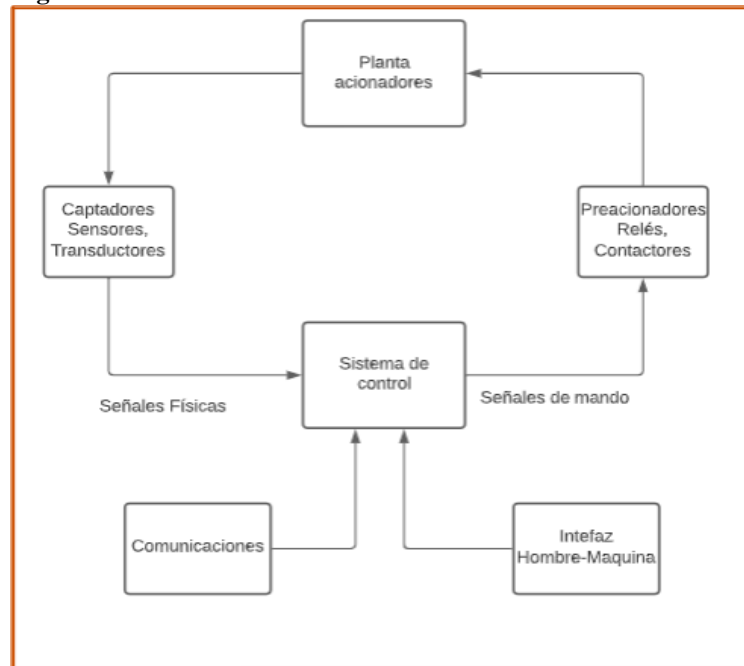 Planta
acionadores
Captadores
Sensores,
Transductores
Preacionadores
Relés,
Contactores
Sistema de
control
Señales Físicas
Señales de mando
Comunicaciones
Intefaz
Hombre-Maquina